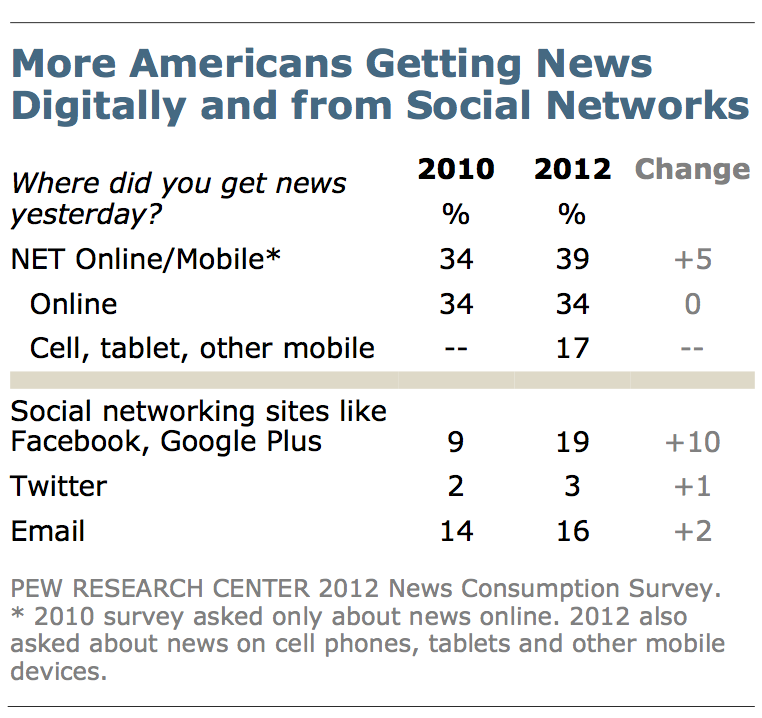 More Americans Getting News
Digitally and from Social Networks
Where did you get news yesterday? 2010 2012 Change
% %
NET Online/Mobile* 34 39 +5
Online 34 34 0
Cell, tablet, other mobile -- 17 --
Social networking sites like
Facebook, Google Plus 9 19 +10
Twitter 2 3 +1
Email 14 16 +2
PEW RESEARCH CENTER 2012 News Consumption Survey.
* 2010 survey asked only about news online. 2012 also
asked about news on cell phones, tablets and other mobile
devices.